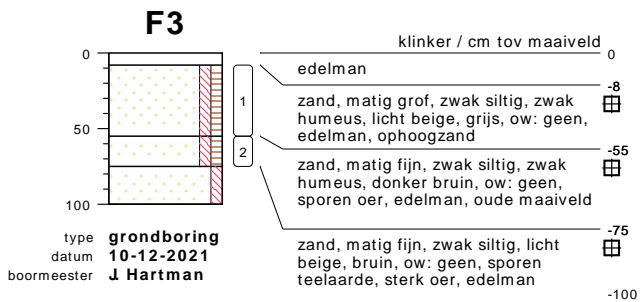 F3
klinker / cm tov maaiveld
0
0
edelman
-8
zand, matig grof, zwak siltig, zwak
humeus, licht beige, grijs, ow: geen,
edelman, ophoogzand
1
50
-55
zand, matig fijn, zwak siltig, zwak
humeus, donker bruin, ow: geen,
sporen oer, edelman, oude maaiveld
2
100
-75
zand, matig fijn, zwak siltig, licht
beige, bruin, ow: geen, sporen
teelaarde, sterk oer, edelman
-100
type grondboring
datum 10-12-2021
boormeester J. Hartman